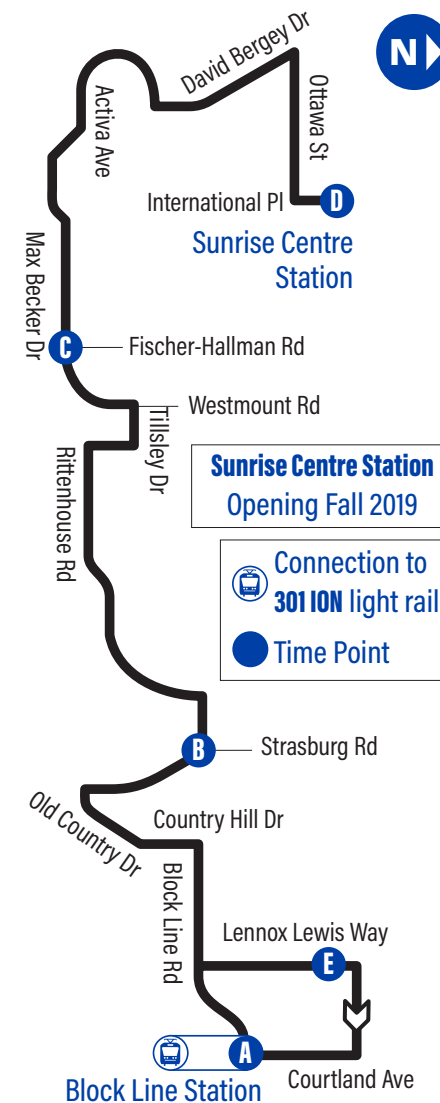 David Bergey Dr
N
Ottawa St
Activa Ave
International Pl
D
Sunrise Centre
Station
Max Becker Dr
C
Fischer-Hallman Rd
Westmount Rd
Tillsley Dr
Rittenhouse Rd
Sunrise Centre Station
Opening Fall 2019
Connection to
301 ION light rail
Time Point
B
Strasburg Rd
Old Country Dr
Country Hill Dr
Block Line Rd
Lennox Lewis Way
E
A
Block Line Station
Courtland Ave